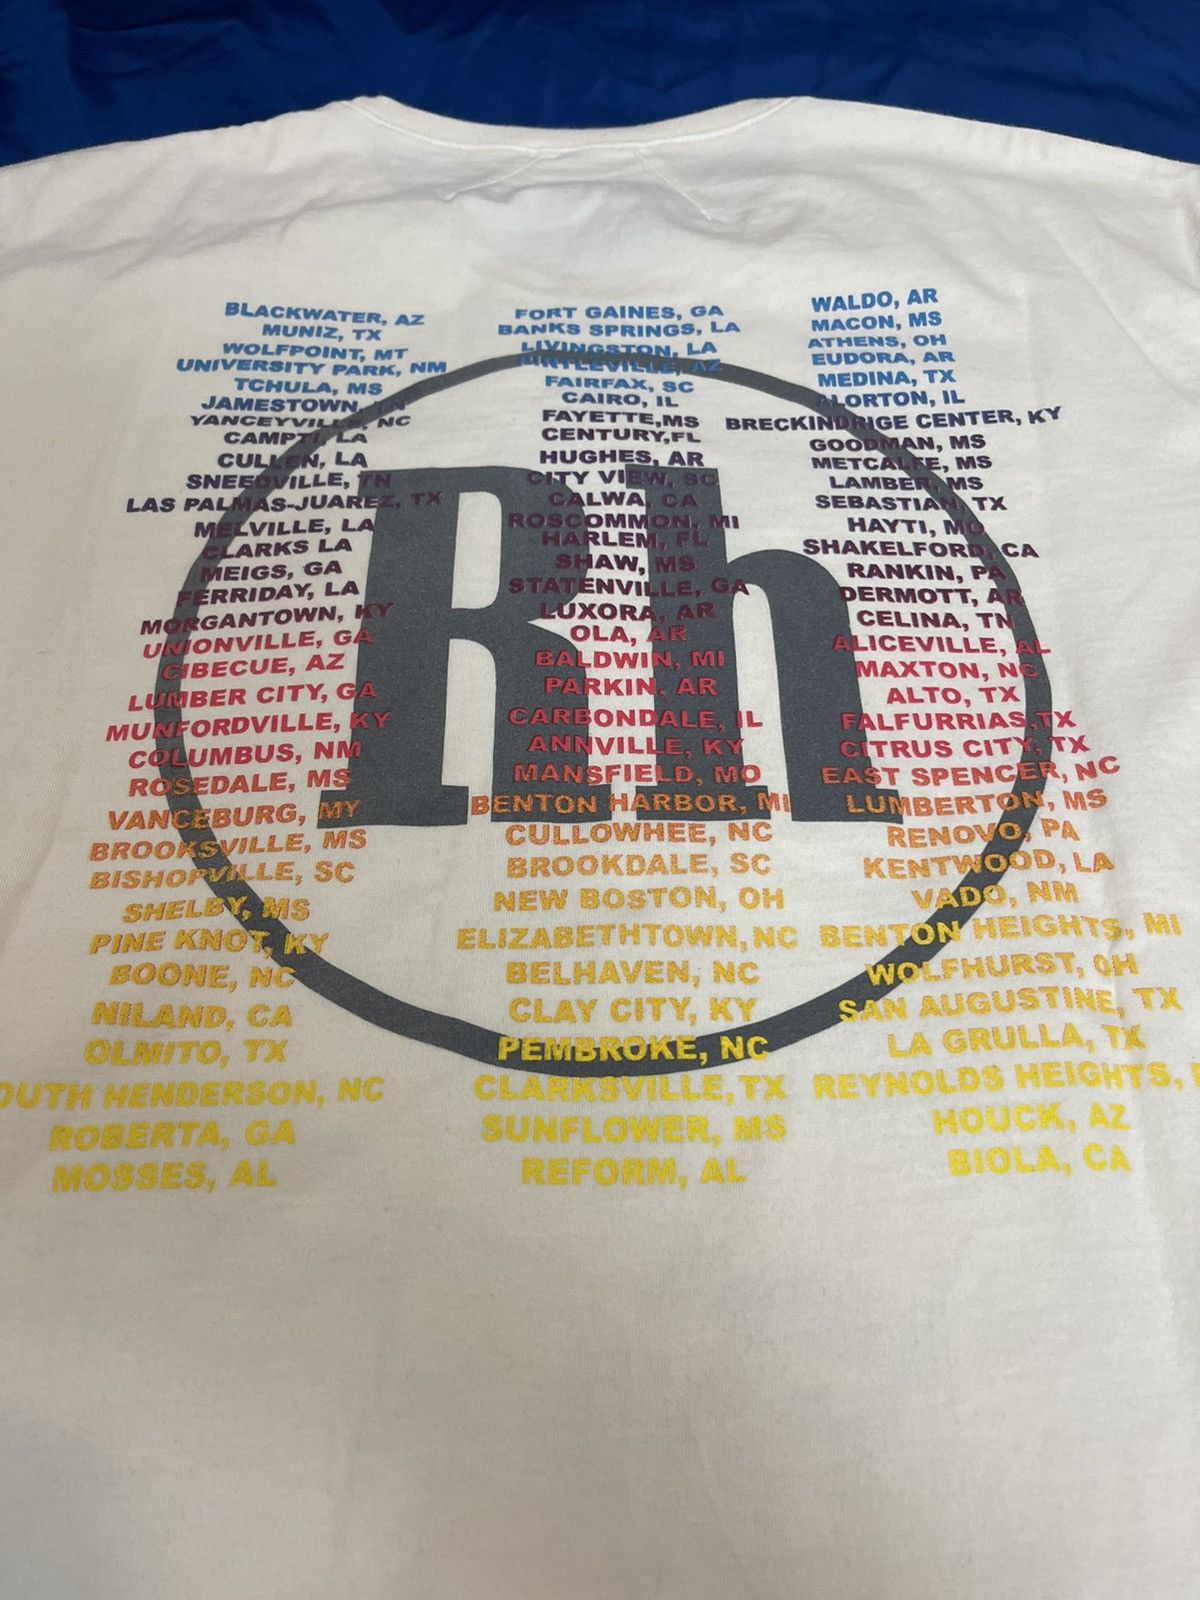 BLACKWATER, AZ
MUNIZ, TX
WOLFPOINT, MT
UNIVERSITY PARK, NM
TCHULA, MS
JAMESTOWN, TN
YANCEYVILLE, NC
CAMPTI, LA
CULLEN, LA
SNEEDVILLE, TN
LAS PALMAS-JUAREZ, TX
MELVILLE, LA
CLARKS LA
MEIGS, GA
FERRIDAY, LA
MORGANTOWN, KY
UNIONVILLE, GA
CIBECUE, AZ
LUMBER CITY, GA
MUNFORDVILLE, KY
COLUMBUS, NM
ROSEDALE, MS
VANCEBURG, MY
BROOKSVILLE, MS
BISHOPVILLE, SC
SHELBY, MS
PINE KNOT, KY
BOONE, NC
NILAND, CA
OLMITO, TX
OUTH HENDERSON, NC
ROBERTA, GA
MOSSES, AL
FORT GAINES, GA
BANKS SPRINGS, LA
LIVINGSTON, LA
AZ
FAIRFAX, SC
CAIRO, IL
FAYETTE,MS
CENTURY,FL
HUGHES, AR
CITY VIEW, SC
CALWA, CA
ROSCOMMON, MI
HARLEM, FL
SHAW, MS
STATENVILLE, GA
LUXORA, AR
OLA, AR
BALDWIN, MI
PARKIN. AR
CARBONDALE, IL
ANNVILLE, KY
MANSFIELD, MO
BENTON HARBOR, MI
CULLOWHEE, NC
BROOKDALE, SC
NEW BOSTON, OH
ELIZABETHTOWN, NC
BELHAVEN, NC
CLAY CITY, KY
PEMBROKE, NC
CLARKSVILLE, TX
SUNFLOWER, MS
REFORM, AL
WALDO, AR
MACON, MS
ATHENS, OH
EUDORA, AR
MEDINA, TX
ALORTON, IL
BRECKINDRIGE CENTER, KY
GOODMAN, MS
METCALFE, MS
LAMBER, MS
SEBASTIAN, TX
HAYTI, MO
SHAKELFORD, CA
RANKIN, PA
DERMOTT, AR
CELINA, TN
ALICEVILLE, AL
MAXTON, NC
ALTO, TX
FALFURRIAS,TX
CITRUS CITY, TX
EAST SPENCER, NC
LUMBERTON, MS
RENOVO, PA
KENTWOOD, LA
VADO, NM
BENTON HEIGHTS, MI
WOLFHURST, OH
SAN AUGUSTINE, TX
LA GRULLA, TX
REYNOLDS HEIGHTS,
HOUCK, AZ
BIOLA, CA
Rh